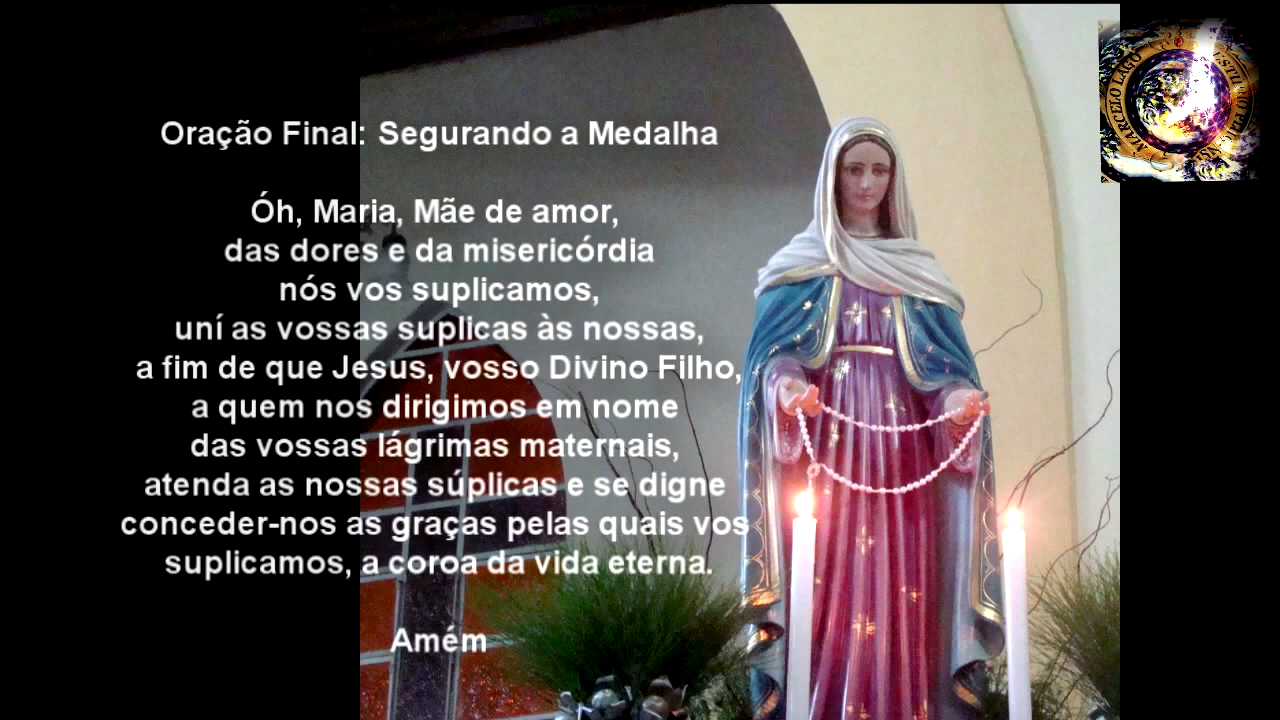 Oração Final: Segurando a Medalha
Óh, Maria, Mãe de amor,
das dores e da misericórdia
nós vos suplicamos,
uní as vossas suplicas às nossas,
a fim de que Jesus, vosso Divino Filho,
a quem nos dirigimos em nome
das vossas lágrimas maternais,
atenda as nossas súplicas e se digne
conceder-nos as graças pelas quais vos
suplicamos, a coroa da vida eterna.
Amém
MARCELO LAGO